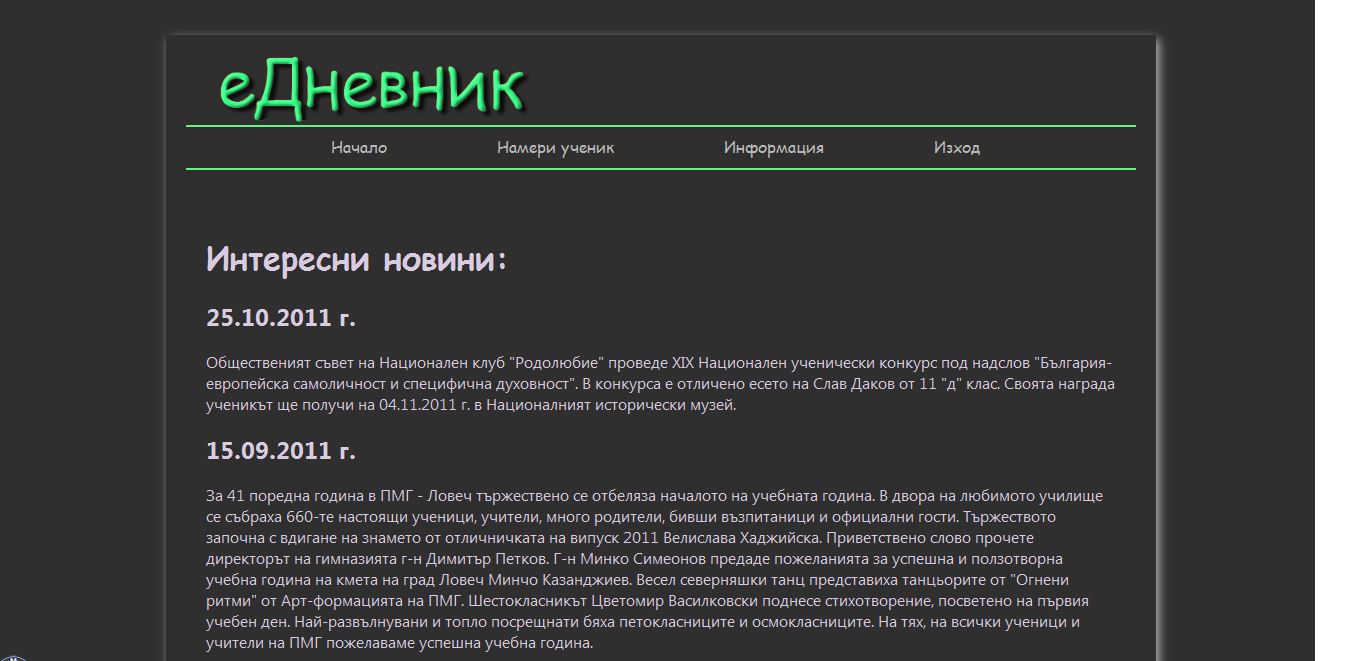 еДневник
Начало Намери ученик Информация Изход
Интересни новини:
25.10.2011 г.
Общественият съвет на Национален клуб "Родолюбие" проведе XIX Национален ученически конкурс под надслов "България-
европейска самоличност и специфична духовност". В конкурса е отличено есето на Слав Даков от 11 "д" клас. Своята награда
ученикът ще получи на 04.11.2011 г. в Националният исторически музей.
15.09.2011 г.
За 41 поредна година в ПМГ - Ловеч тържествено се отбеляза началото на учебната година. В двора на любимото училище
се събраха 660-те настоящи ученици, учители, много родители, бивши възпитаници и официални гости. Тържеството
започна с вдигане на знамето от отличничката на випуск 2011 Велислава Хаджийска. Приветствено слово прочете
директорът на гимназията г-н Димитър Петков. Г-н Минко Симеонов предаде пожеланията за успешна и ползотворна
учебна година на кмета на град Ловеч Минчо Казанджиев. Весел северняшки танц представиха танцьорите от "Огнени
ритми" от Арт-формацията на ПМГ. Шестокласникът Цветомир Василковски поднесе стихотворение, посветено на първия
учебен ден. Най-развълнувани и топло посрещнати бяха петокласниците и осмокласниците. На тях, на всички ученици и
учители на ПМГ пожелаваме успешна учебна година.